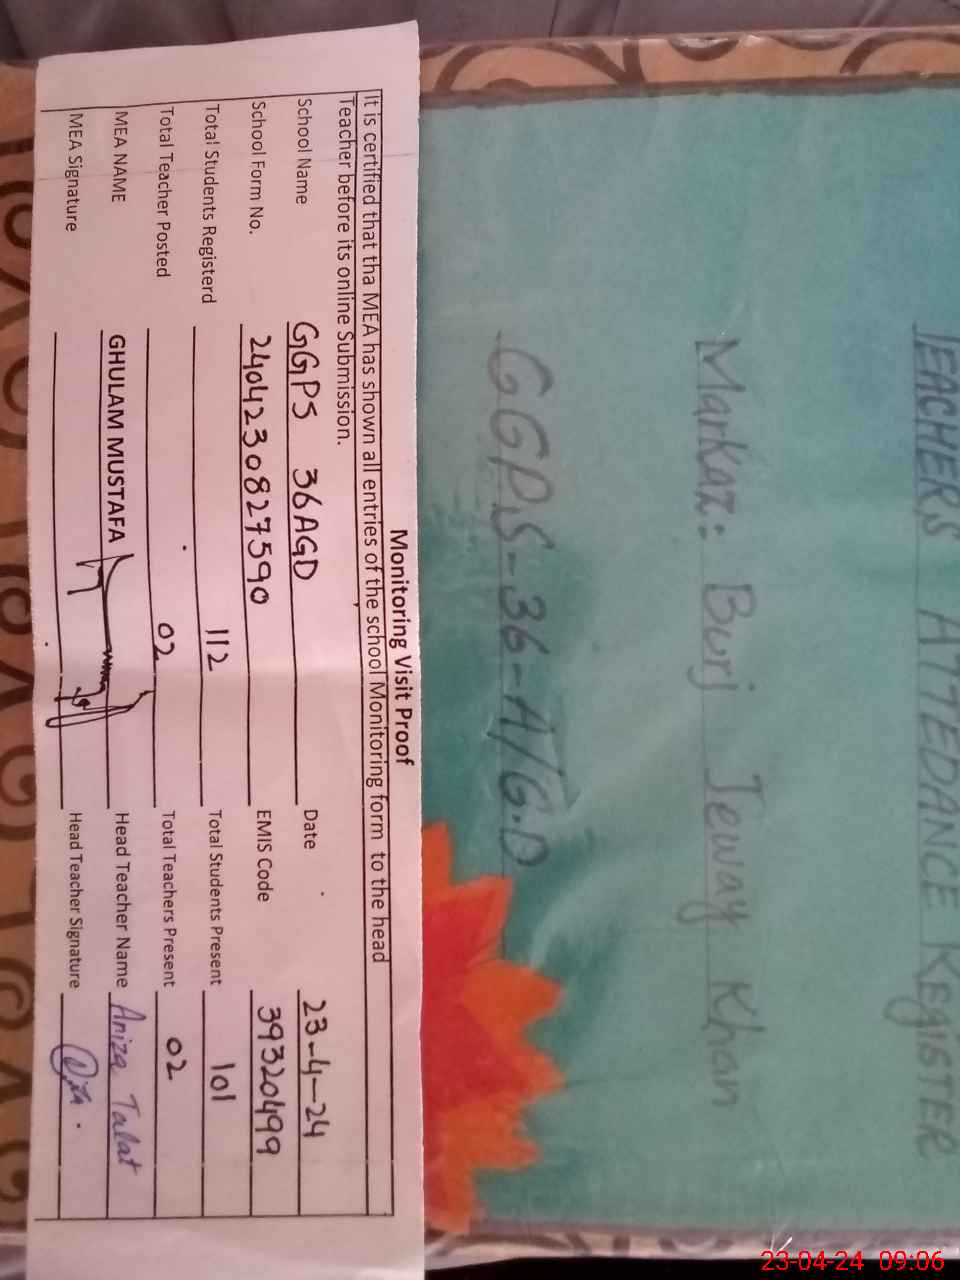 TEACHERS ATTEDANCE REGISTER
Markaz: Burj Jeway Khan
GGPS-36-A/G.D
Monitoring Visit Proof
It is certified that tha MEA has shown all entries of the school Monitoring form to the head
Teacher before its online Submission.
School Name GGPS 36AGD Date 23-4-24
School Form No. 2404230827590 EMIS Code 39320499
Total Students Registerd 112 Total Students Present 101
Total Teacher Posted 02 Total Teachers Present 02
MEA NAME GHULAM MUSTAFA Head Teacher Name Aniza Talat
MEA Signature Head Teacher Signature
23-04-24 09:06